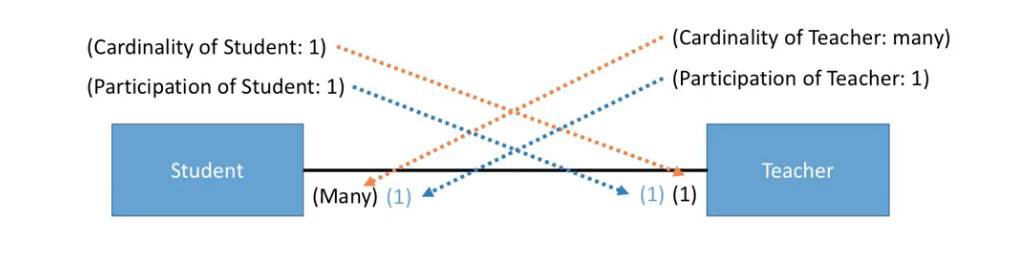 (Cardinality of Student: 1)
(Cardinality of Teacher: many)
(Participation of Student: 1)
(Participation of Teacher: 1)
Student
Teacher
(Many) (1)
(1) (1)